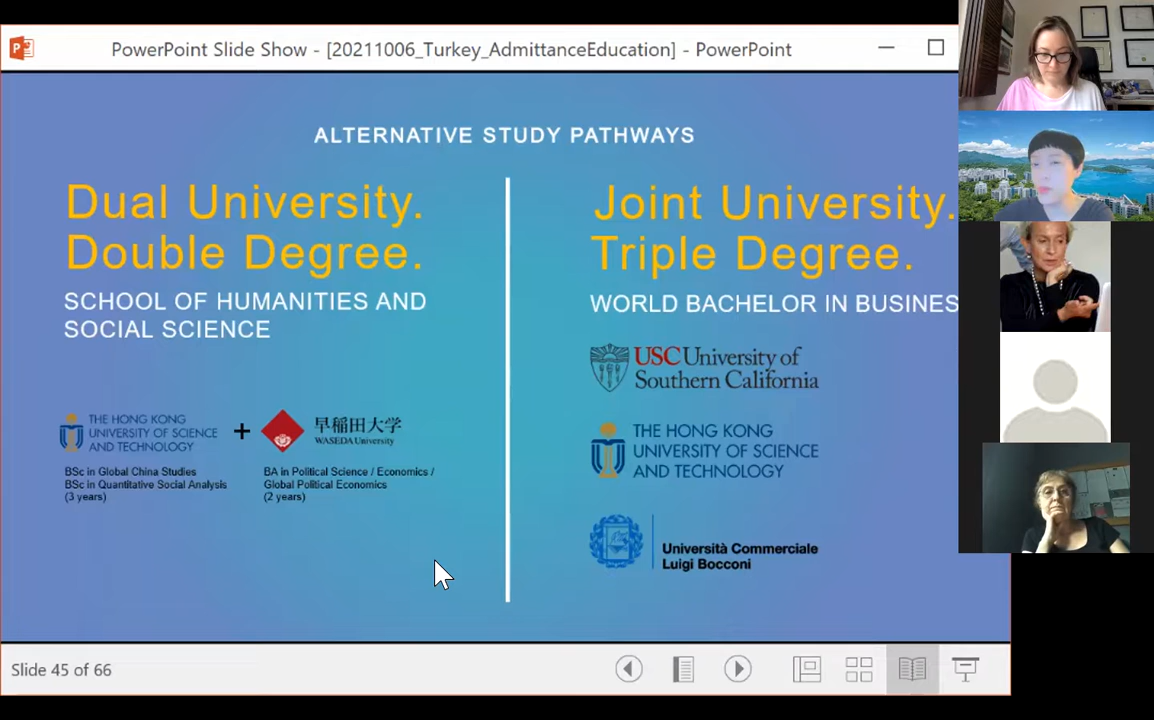 PowerPoint Slide Show - [20211006_Turkey_AdmittanceEducation] - PowerPoint
ALTERNATIVE STUDY PATHWAYS
Dual University.
Double Degree.
SCHOOL OF HUMANITIES AND
SOCIAL SCIENCE
THE HONG KONG
UNIVERSITY OF SCIENCE
AND TECHNOLOGY
+
早稲田大学
WASEDA University
BSc in Global China Studies
BSc in Quantitative Social Analysis
(3 years)
BA in Political Science / Economics /
Global Political Economics
(2 years)
Joint University.
Triple Degree.
WORLD BACHELOR IN BUSINES
USC University of
Southern California
THE HONG KONG
UNIVERSITY OF SCIENCE
AND TECHNOLOGY
Università Commerciale
Luigi Bocconi
Slide 45 of 66